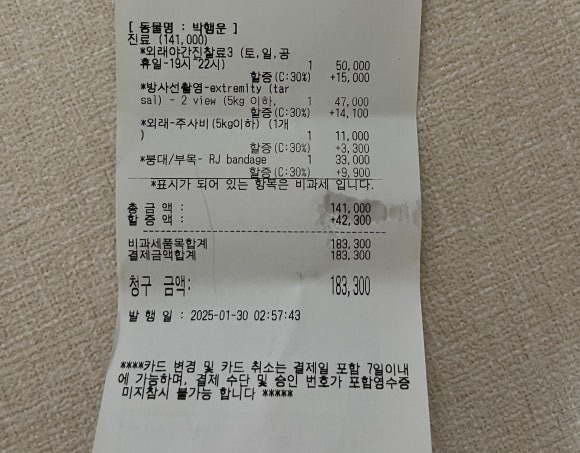 [ 동물명 : 박행운 ]
진료 (141,000)
*외래야간진찰료3 (토,일,공
휴일-19시~22시) 1 50,000
할증(C:30%) +15,000
*방사선촬영-extremity (tar
sal) - 2 view (5kg 이하, 1 47,000
할증(C:30%) +14,100
*외래-주사비(5kg이하) (1개
) 1 11,000
할증(C:30%) +3,300
*붕대/부목- RJ bandage 1 33,000
할증(C:30%) +9,900
*표시가 되어 있는 항목은 비과세 입니다.
총 금 액 : 141,000
할 증 액 : +42,300
비과세품목합계 183,300
결제금액합계 183,300
청구 금액: 183,300
발 행 일 : 2025-01-30 02:57:43
****카드 변경 및 카드 취소는 결제일 포함 7일이내
에 가능하며, 결제 수단 및 승인 번호가 포함영수증
미지참시 불가능 합니다 *****